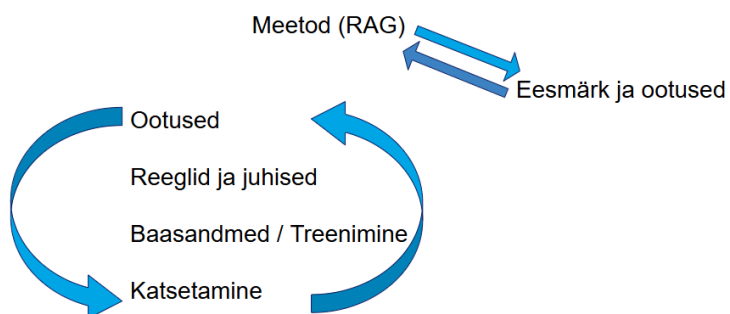 Meetod (RAG)
Eesmärk ja ootused
Ootused
Reeglid ja juhised
Baasandmed / Treenimine
Katsetamine